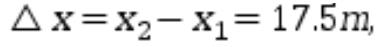 △ x = x₂ − x₁ = 17.5m,